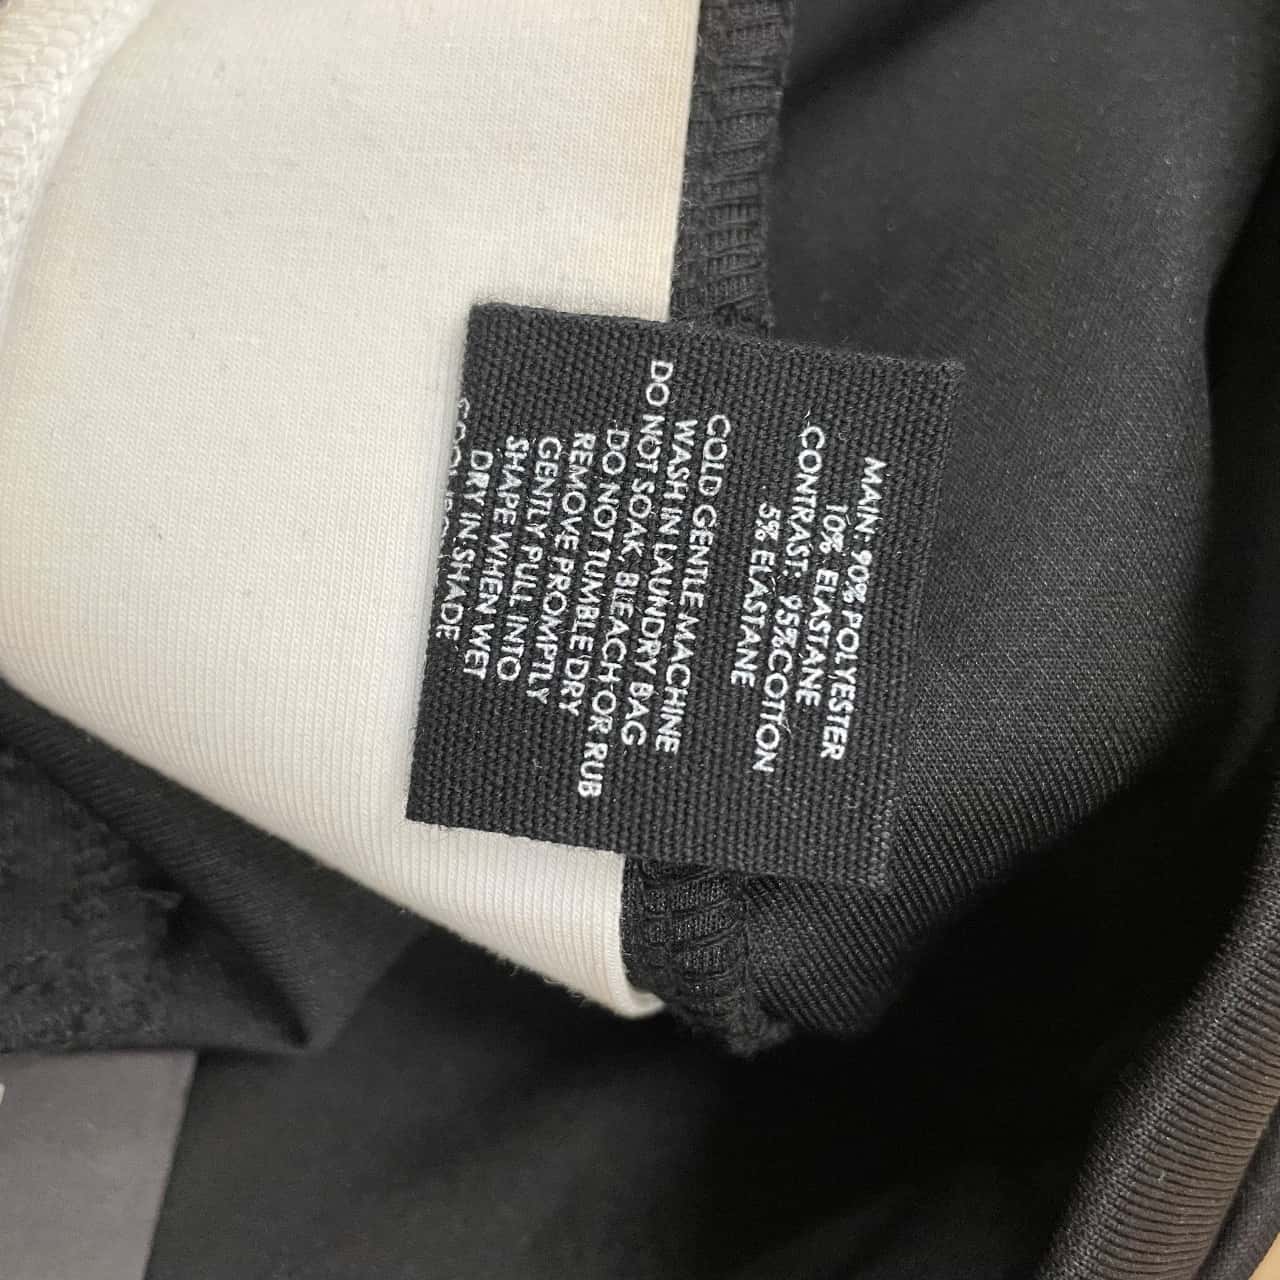 MAIN: 90% POLYESTER
10% ELASTANE
CONTRAST: 95%COTTON
5% ELASTANE
COLD GENTLE MACHINE
WASH IN LAUNDRY BAG
DO NOT SOAK, BLEACH OR RUB
DO NOT TUMBLE DRY
REMOVE PROMPTLY
GENTLY PULL INTO
SHAPE WHEN WET
DRY IN SHADE